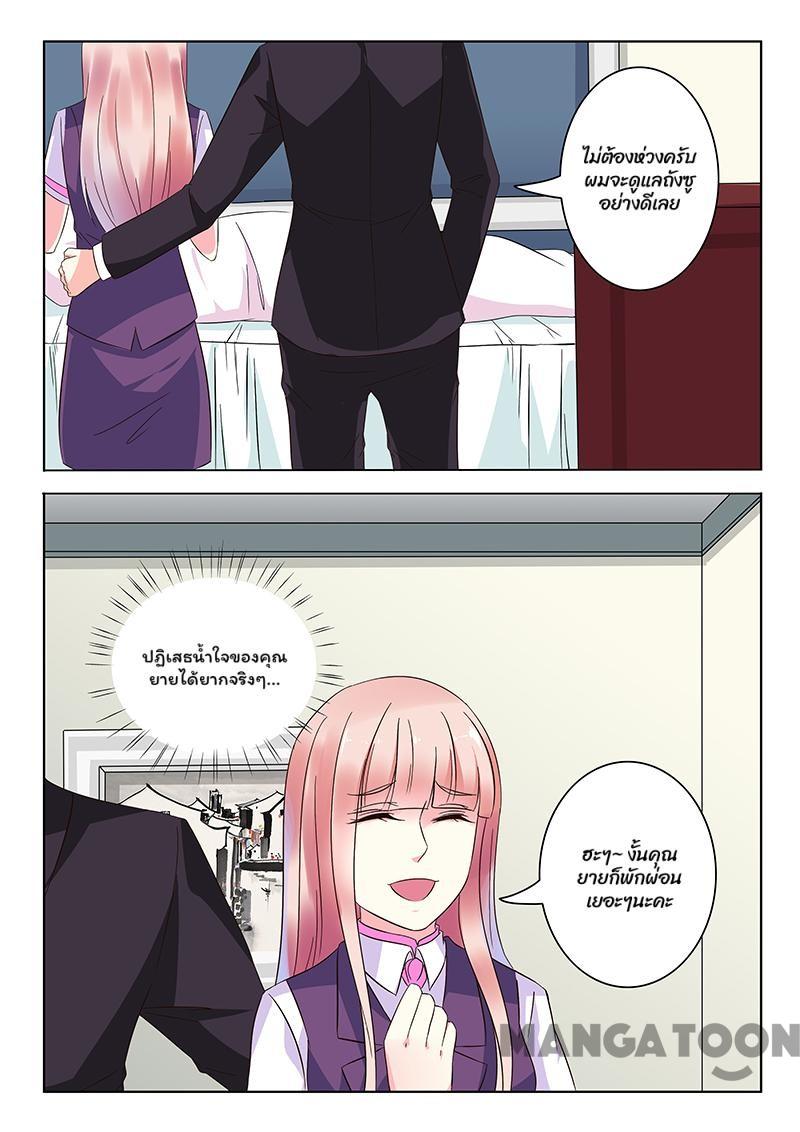 ไม่ต้องห่วงครับ
ผมจะดูแลถังซู
อย่างดีเลย
ปฏิเสธน้ำใจของคุณ
ยายได้ยากจริงๆ...
ฮะๆ~ งั้นคุณ
ยายก็พักผ่อน
เยอะๆนะคะ
MANGATOON